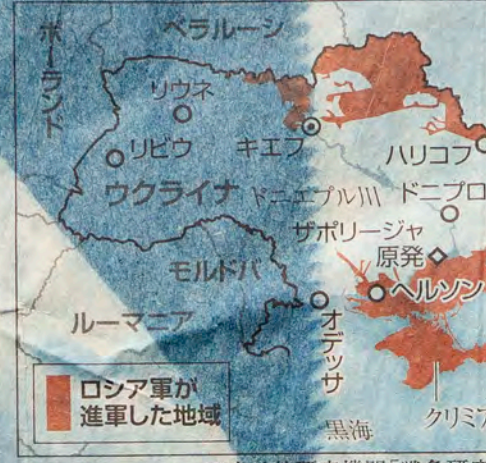 ポーランド
ベラルーシ
リウネ
リビウ
キエフ
ハリコフ
ウクライナ
ドニエプル川
ドニプロ
ザポリージャ
原発
モルドバ
ヘルソン
ルーマニア
オデッサ
ロシア軍が
進軍した地域
黒海
クリミア